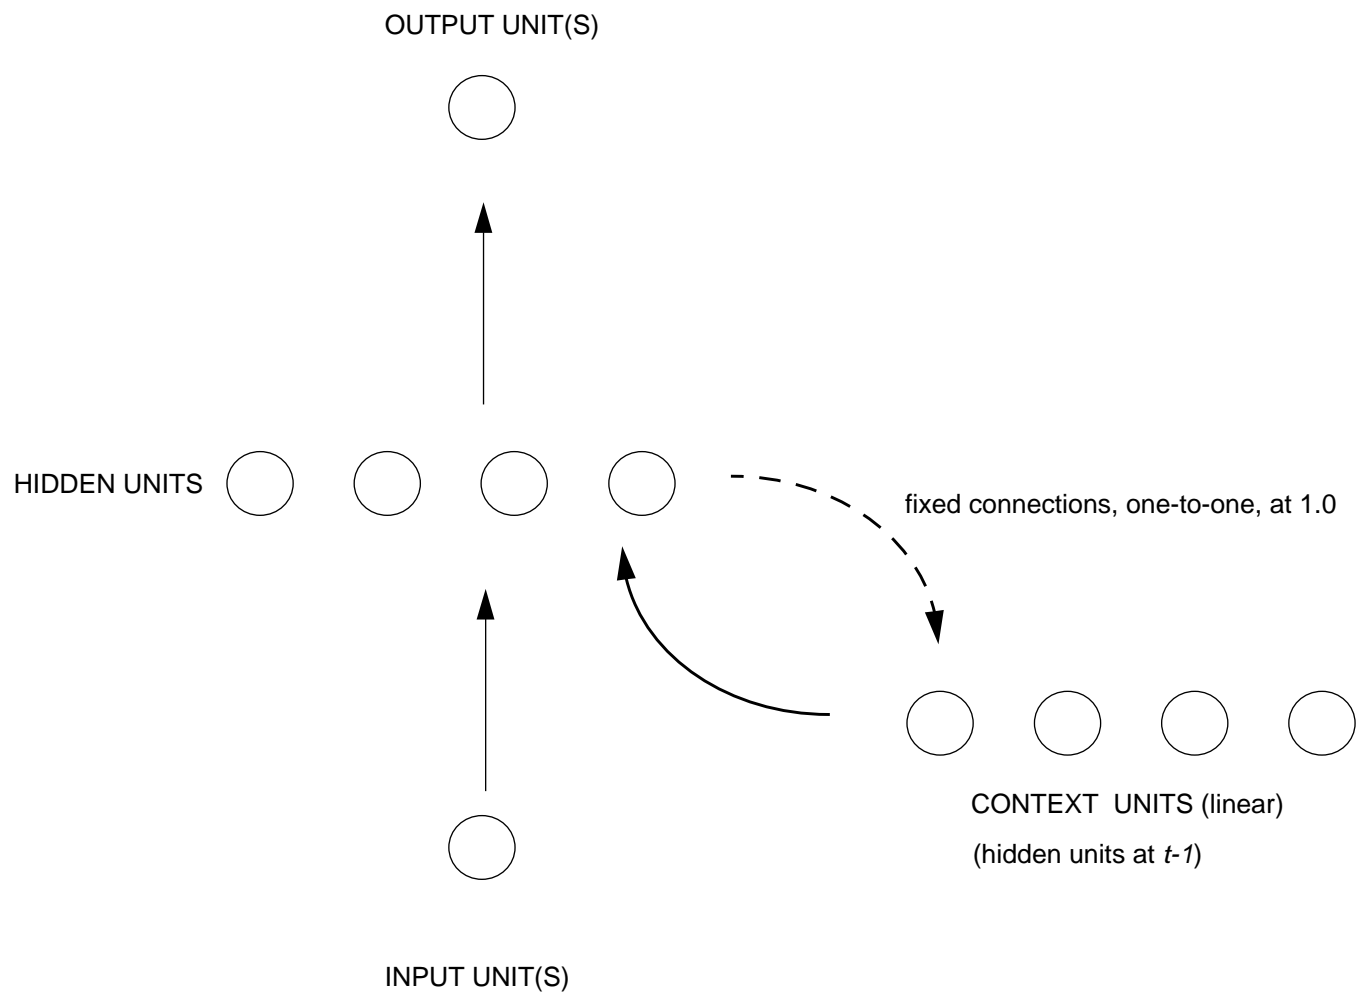 OUTPUT UNIT(S)
HIDDEN UNITS
fixed connections, one-to-one, at 1.0
CONTEXT UNITS (linear)
(hidden units at t-1)
INPUT UNIT(S)